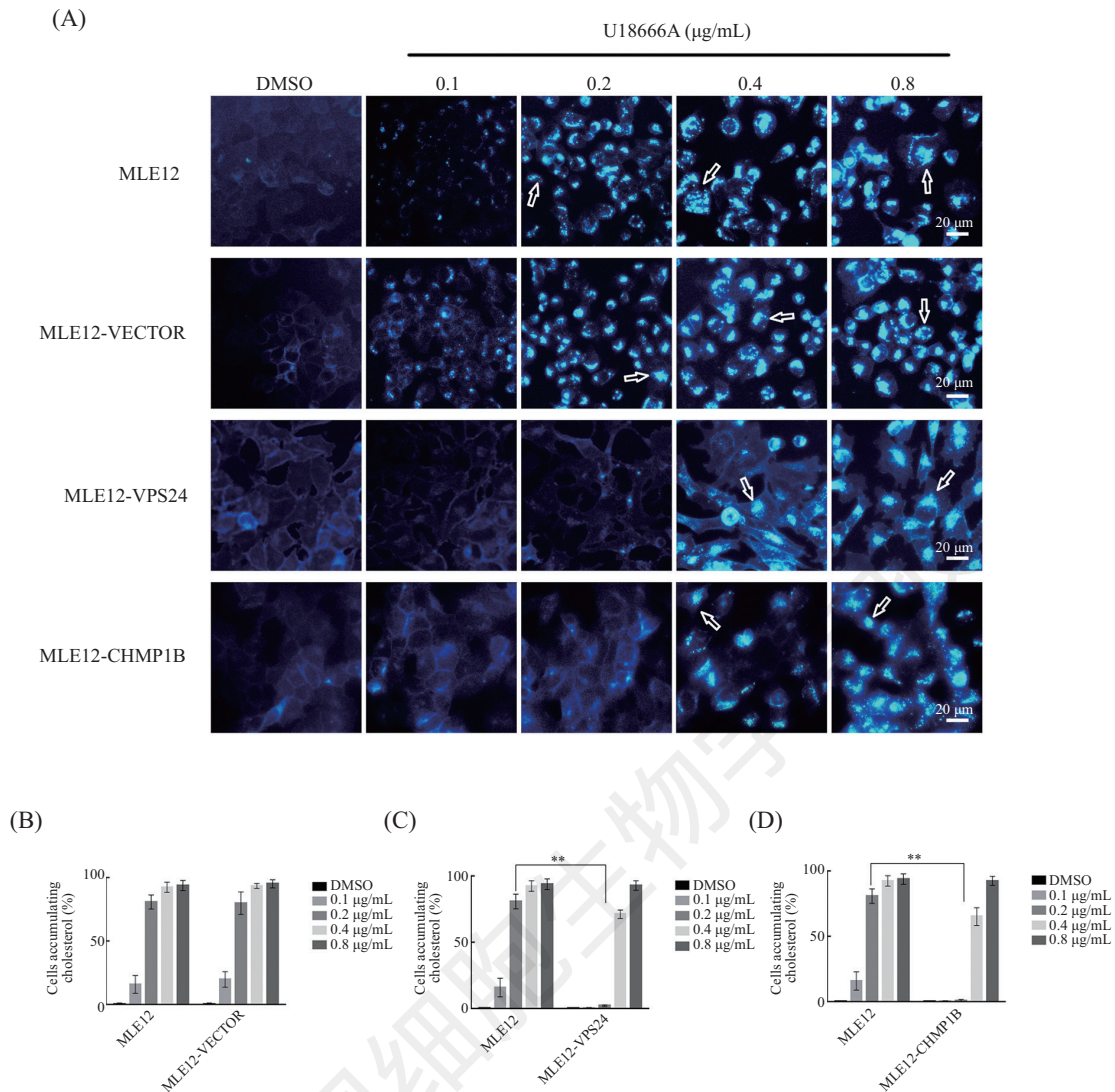 (A)
U18666A (μg/mL)
DMSO 0.1 0.2 0.4 0.8
MLE12
20 μm
MLE12-VECTOR
20 μm
MLE12-VPS24
20 μm
MLE12-CHMP1B
20 μm
(B)
Cells accumulating
cholesterol (%)
100
50
0
MLE12
MLE12-VECTOR
DMSO
0.1 μg/mL
0.2 μg/mL
0.4 μg/mL
0.8 μg/mL
(C)
**
Cells accumulating
cholesterol (%)
100
50
0
MLE12
MLE12-VPS24
DMSO
0.1 μg/mL
0.2 μg/mL
0.4 μg/mL
0.8 μg/mL
(D)
**
Cells accumulating
cholesterol (%)
100
50
0
MLE12
MLE12-CHMP1B
DMSO
0.1 μg/mL
0.2 μg/mL
0.4 μg/mL
0.8 μg/mL
细胞生物学